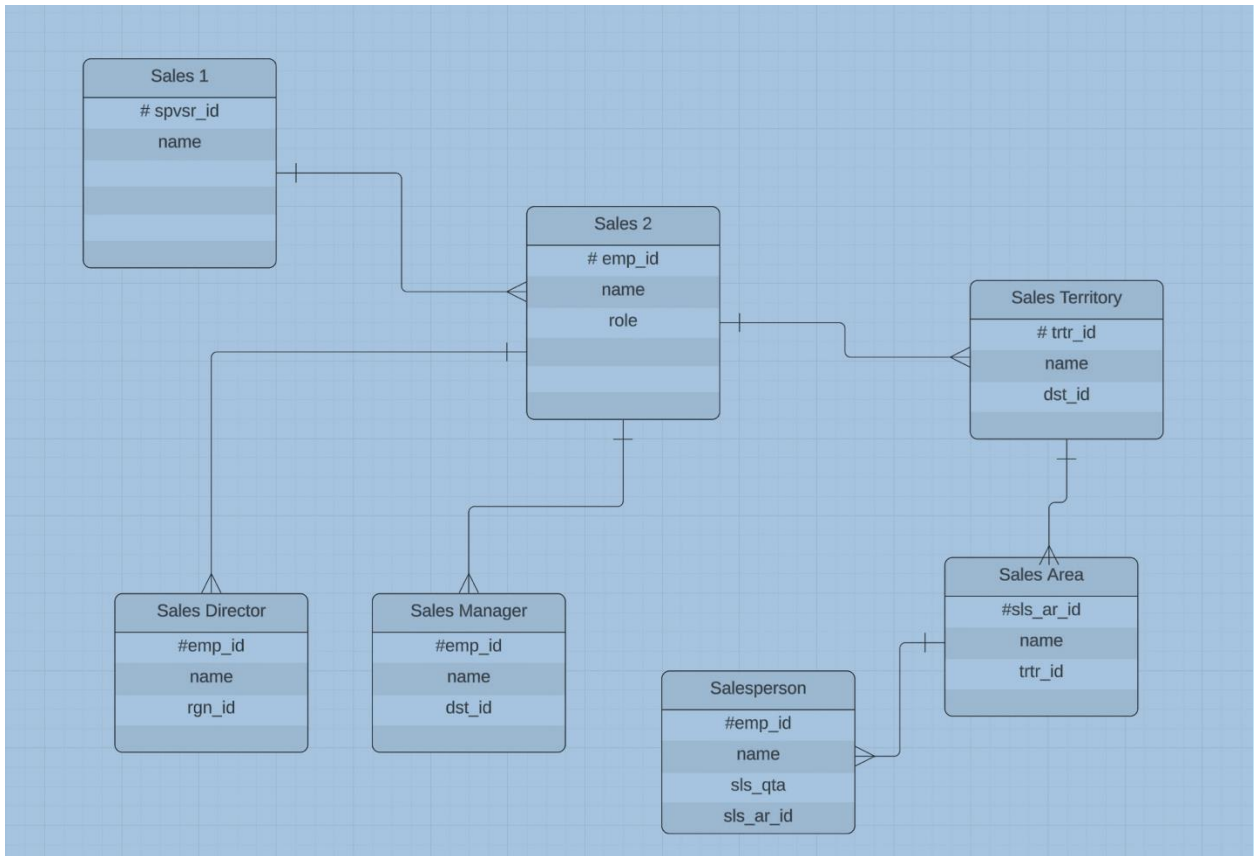 Sales 1
# spvsr_id
name
Sales 2
# emp_id
name
role
Sales Territory
# trtr_id
name
dst_id
Sales Director
#emp_id
name
rgn_id
Sales Manager
#emp_id
name
dst_id
Sales Area
#sls_ar_id
name
trtr_id
Salesperson
#emp_id
name
sls_qta
sls_ar_id